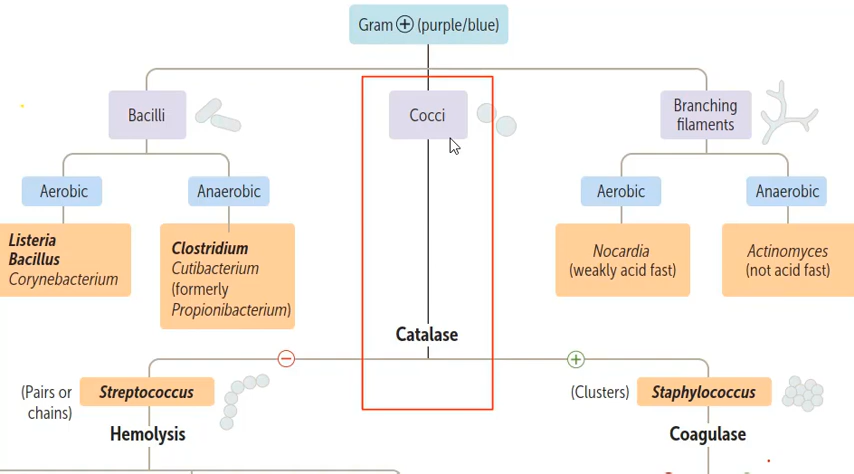 Gram ⊕ (purple/blue)
Bacilli
Cocci
Branching
filaments
Aerobic
Anaerobic
Aerobic
Anaerobic
Listeria
Bacillus
Corynebacterium
Clostridium
Cutibacterium
(formerly
Propionibacterium)
Nocardia
(weakly acid fast)
Actinomyces
(not acid fast)
Catalase
−
+
(Pairs or
chains)
Streptococcus
(Clusters)
Staphylococcus
Hemolysis
Coagulase